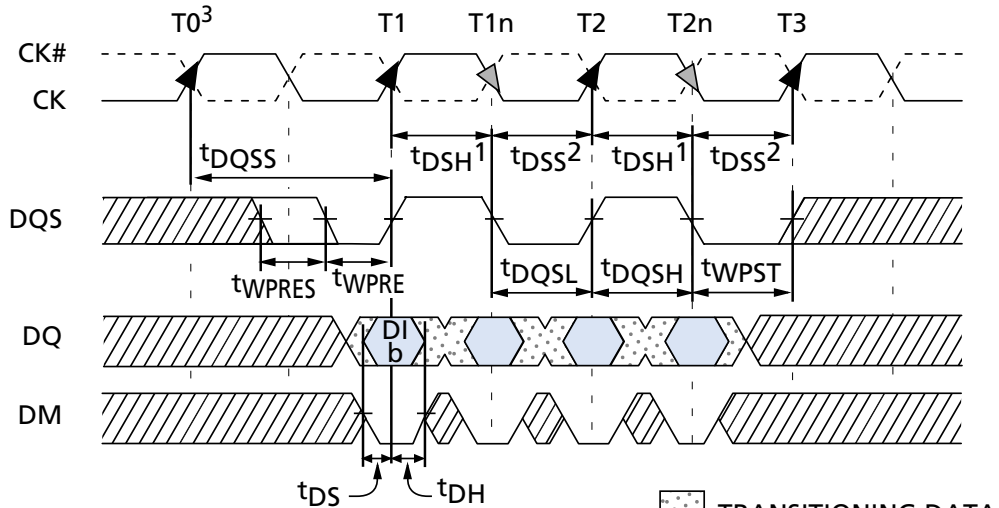 T0³ T1 T1n T2 T2n T3
CK#
CK
tDSH¹ tDSS² tDSH¹ tDSS²
tDQSS
DQS
tWPRES tWPRE tDQSL tDQSH tWPST
DQ
DI
b
DM
tDS tDH
TRANSITIONING DATA